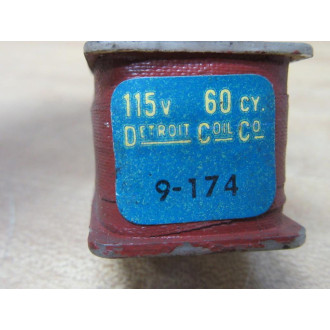 115V 60 CY.
DETROIT COIL CO
9-174